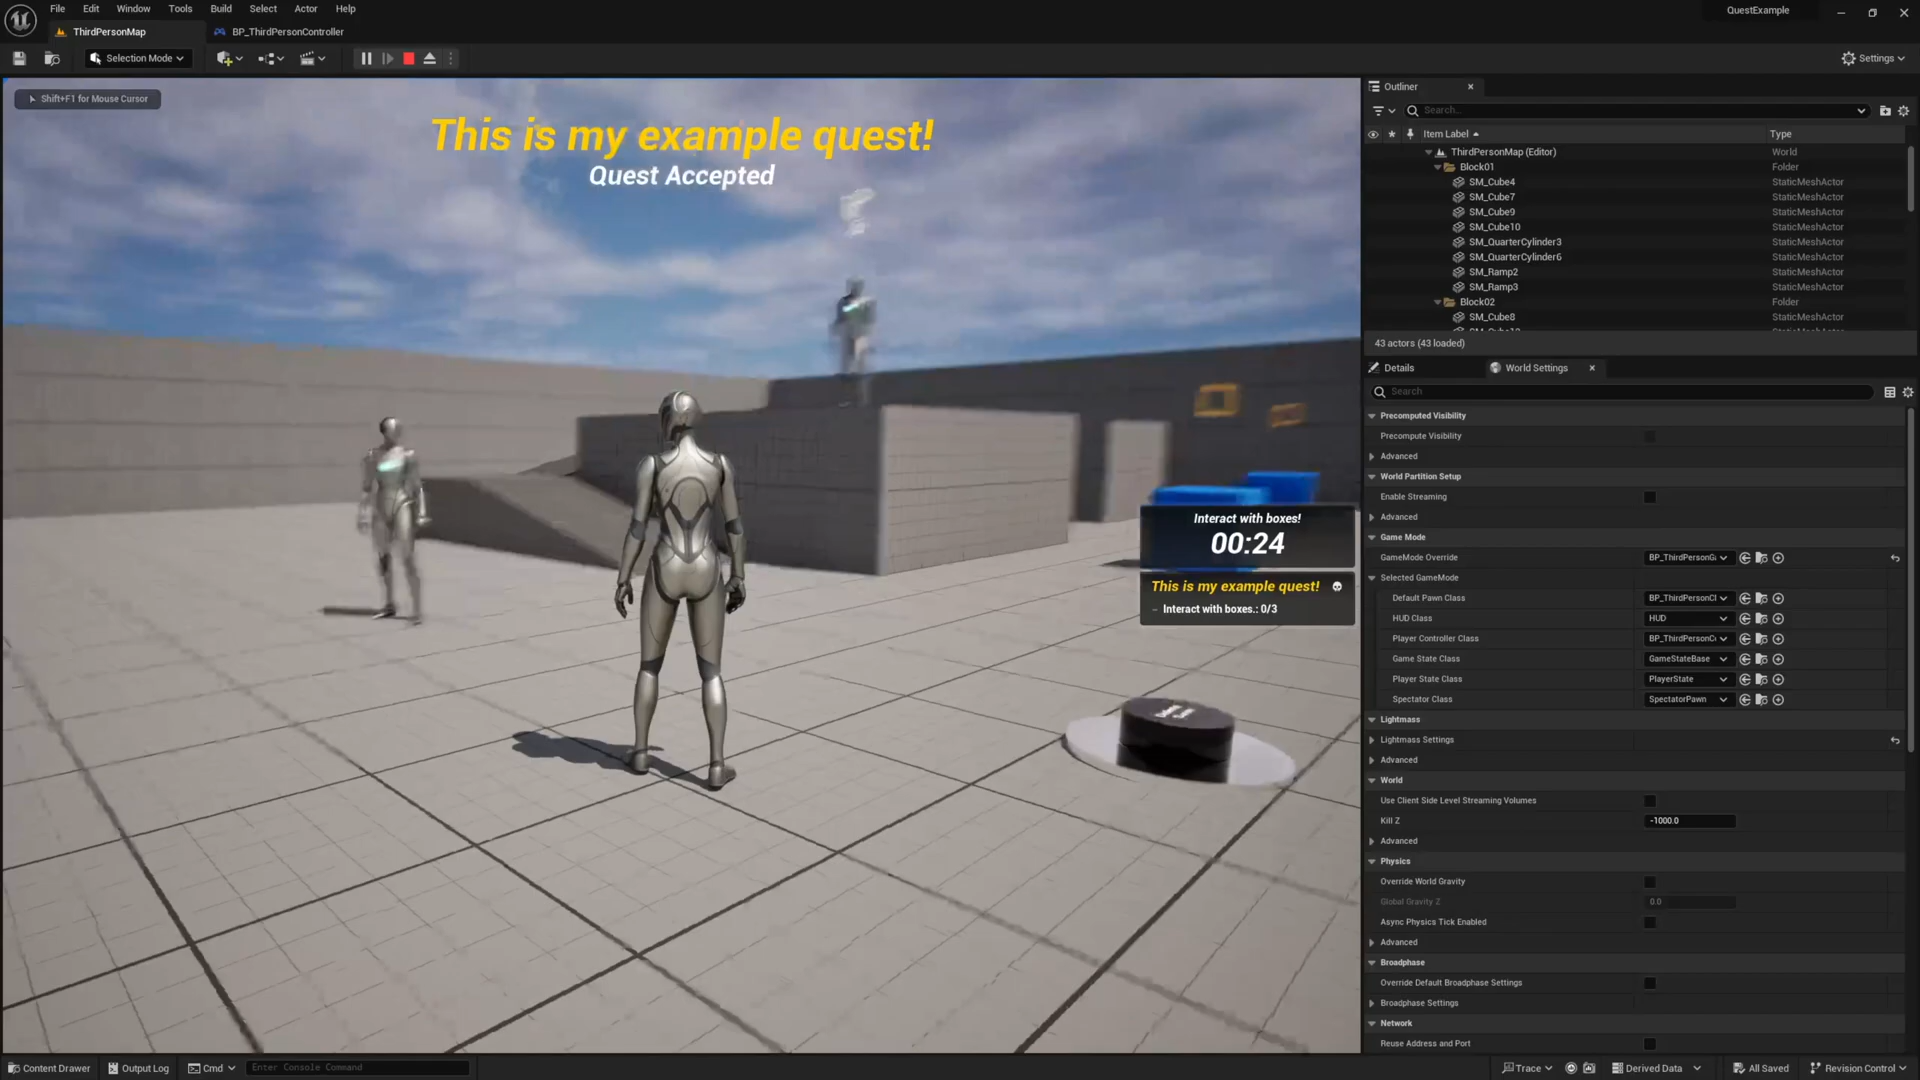 File Edit Window Tools Build Select Actor Help
QuestExample
ThirdPersonMap
BP_ThirdPersonController
Selection Mode
Settings
Shift+F1 for Mouse Cursor
This is my example quest!
Quest Accepted
Interact with boxes!
00:24
This is my example quest!
– Interact with boxes.: 0/3
Outliner
Search...
Item Label
Type
ThirdPersonMap (Editor) World
Block01 Folder
SM_Cube4 StaticMeshActor
SM_Cube7 StaticMeshActor
SM_Cube9 StaticMeshActor
SM_Cube10 StaticMeshActor
SM_QuarterCylinder3 StaticMeshActor
SM_QuarterCylinder6 StaticMeshActor
SM_Ramp2 StaticMeshActor
SM_Ramp3 StaticMeshActor
Block02 Folder
SM_Cube8 StaticMeshActor
43 actors (43 loaded)
Details
World Settings
Search
Precomputed Visibility
Precompute Visibility
Advanced
World Partition Setup
Enable Streaming
Advanced
Game Mode
GameMode Override BP_ThirdPersonG
Selected GameMode
Default Pawn Class BP_ThirdPersonCl
HUD Class HUD
Player Controller Class BP_ThirdPersonC
Game State Class GameStateBase
Player State Class PlayerState
Spectator Class SpectatorPawn
Lightmass
Lightmass Settings
Advanced
World
Use Client Side Level Streaming Volumes
Kill Z -1000.0
Advanced
Physics
Override World Gravity
Global Gravity Z 0.0
Async Physics Tick Enabled
Advanced
Broadphase
Override Default Broadphase Settings
Broadphase Settings
Network
Reuse Address and Port
Content Drawer
Output Log
Cmd
Enter Console Command
Trace
Derived Data
All Saved
Revision Control